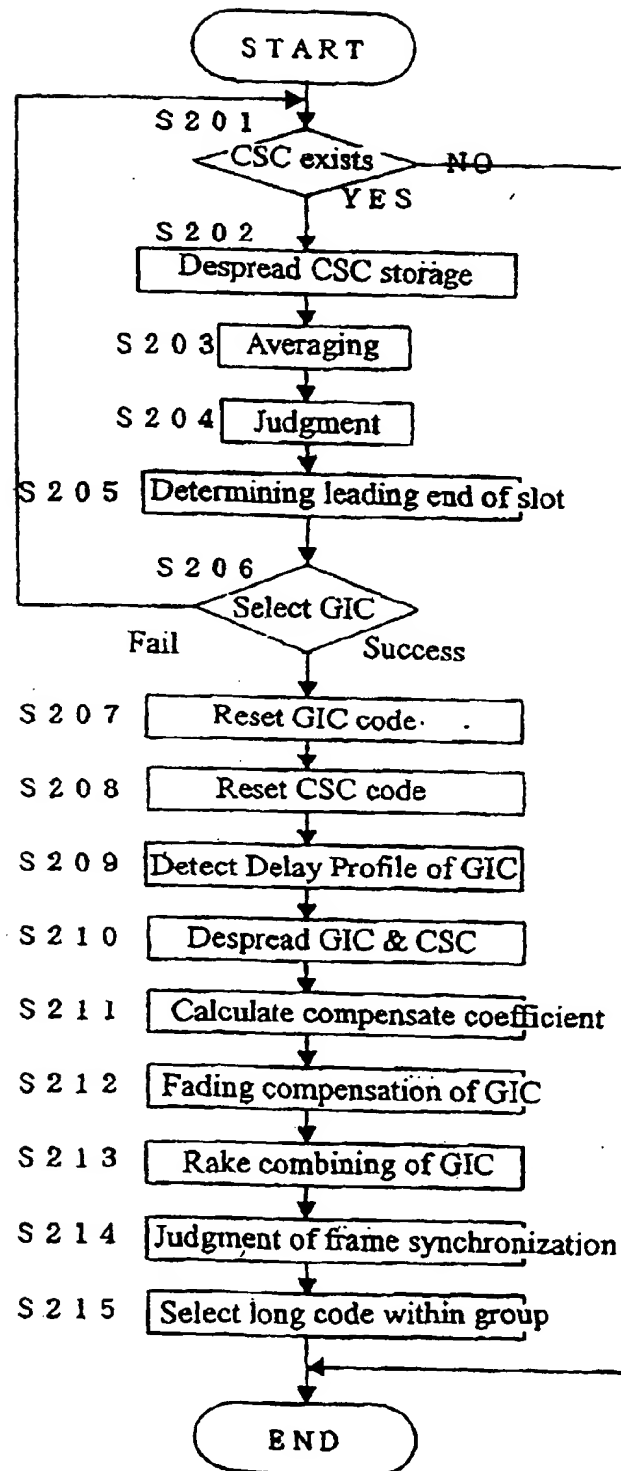 START
S201
CSC exists
NO
YES
S202
Despread CSC storage
S203
Averaging
S204
Judgment
S205
Determining leading end of slot
S206
Select GIC
Fail
Success
S207
Reset GIC code
S208
Reset CSC code
S209
Detect Delay Profile of GIC
S210
Despread GIC & CSC
S211
Calculate compensate coefficient
S212
Fading compensation of GIC
S213
Rake combining of GIC
S214
Judgment of frame synchronization
S215
Select long code within group
END